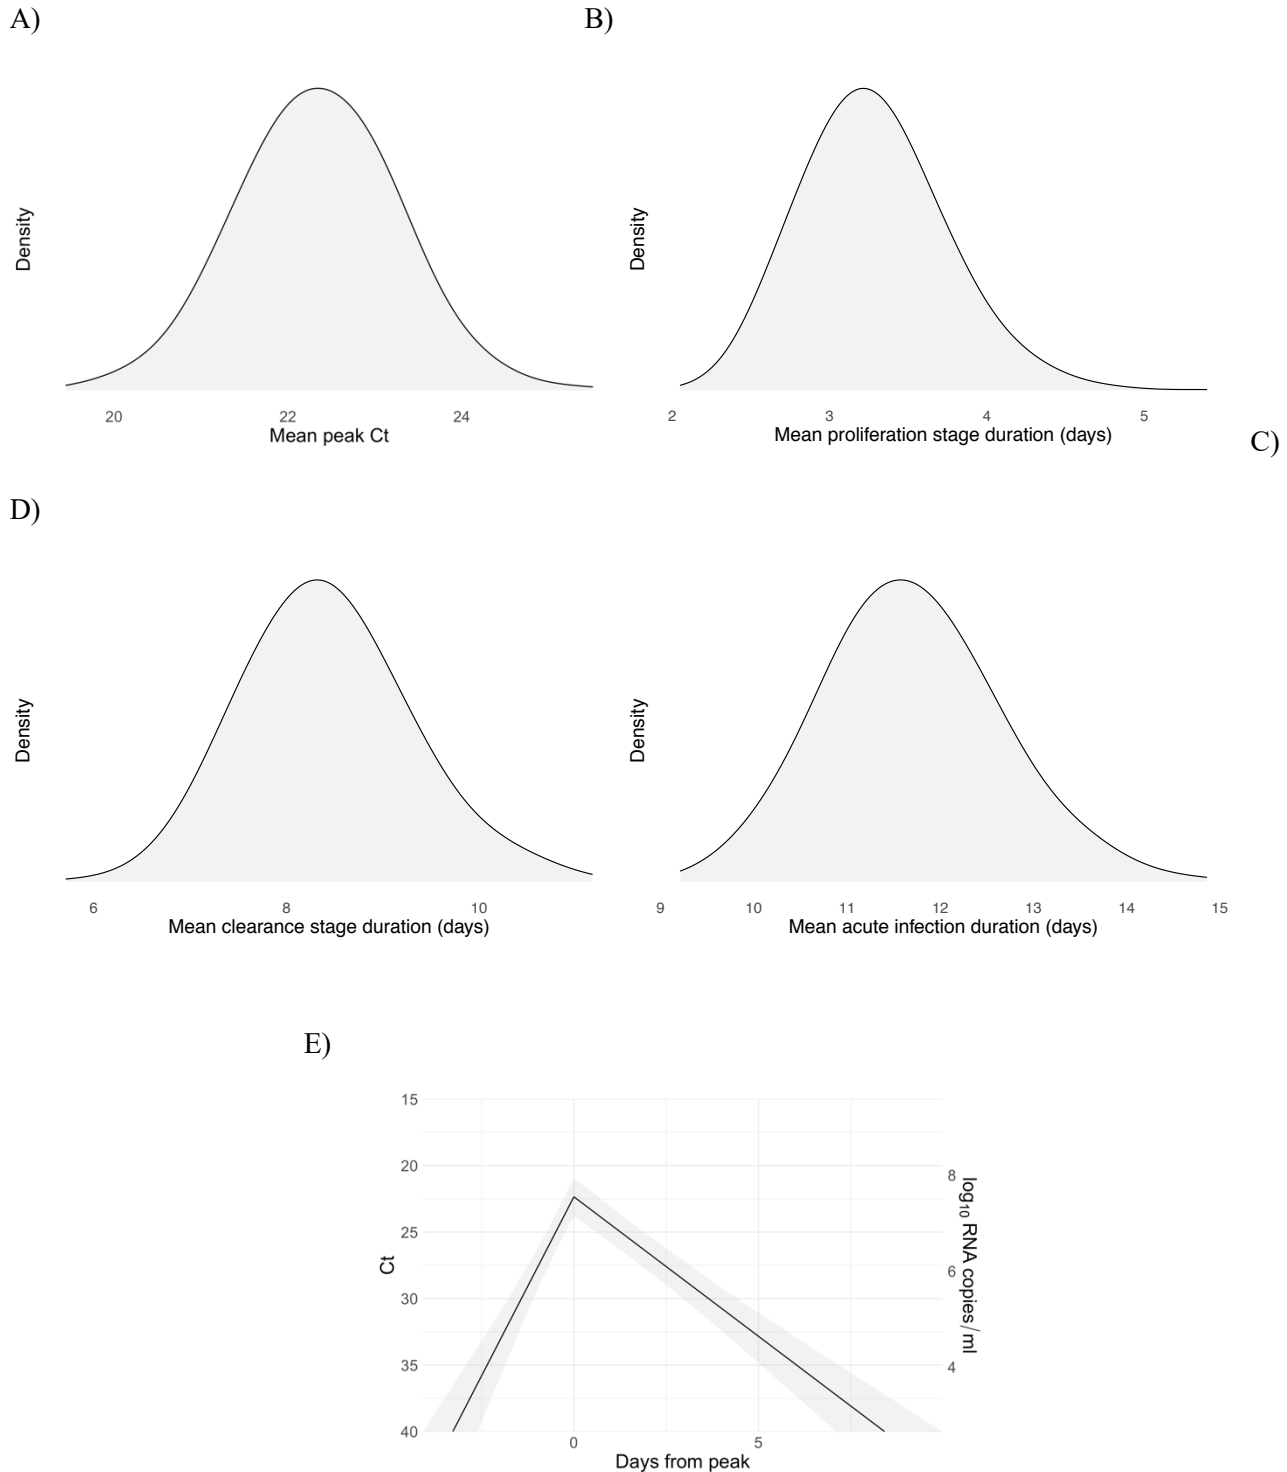 A)
B)
Density
20 22 24
Mean peak Ct
Density
2 3 4 5
Mean proliferation stage duration (days)
C)
D)
Density
6 8 10
Mean clearance stage duration (days)
Density
9 10 11 12 13 14 15
Mean acute infection duration (days)
E)
15
20
25
30
35
40
Ct
0 5
Days from peak
8
6
4
log₁₀ RNA copies/ml